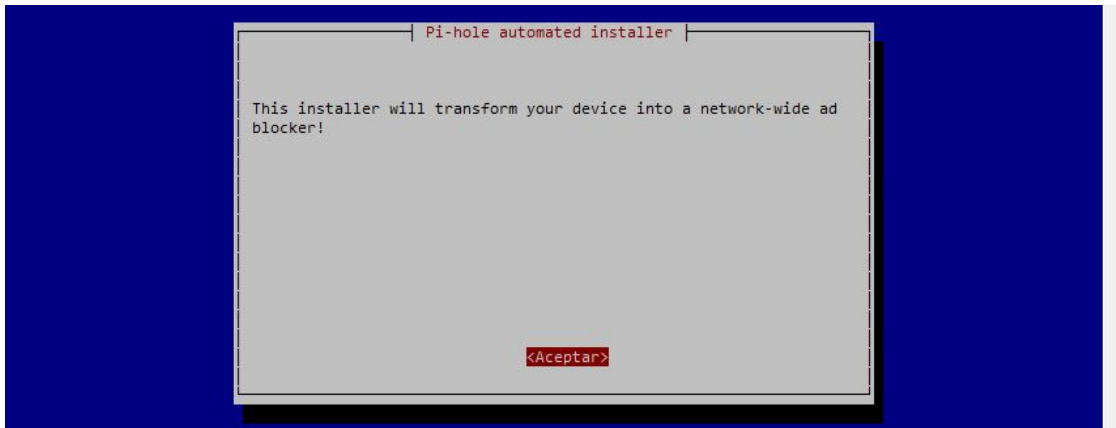 Pi-hole automated installer
This installer will transform your device into a network-wide ad
blocker!
<Aceptar>